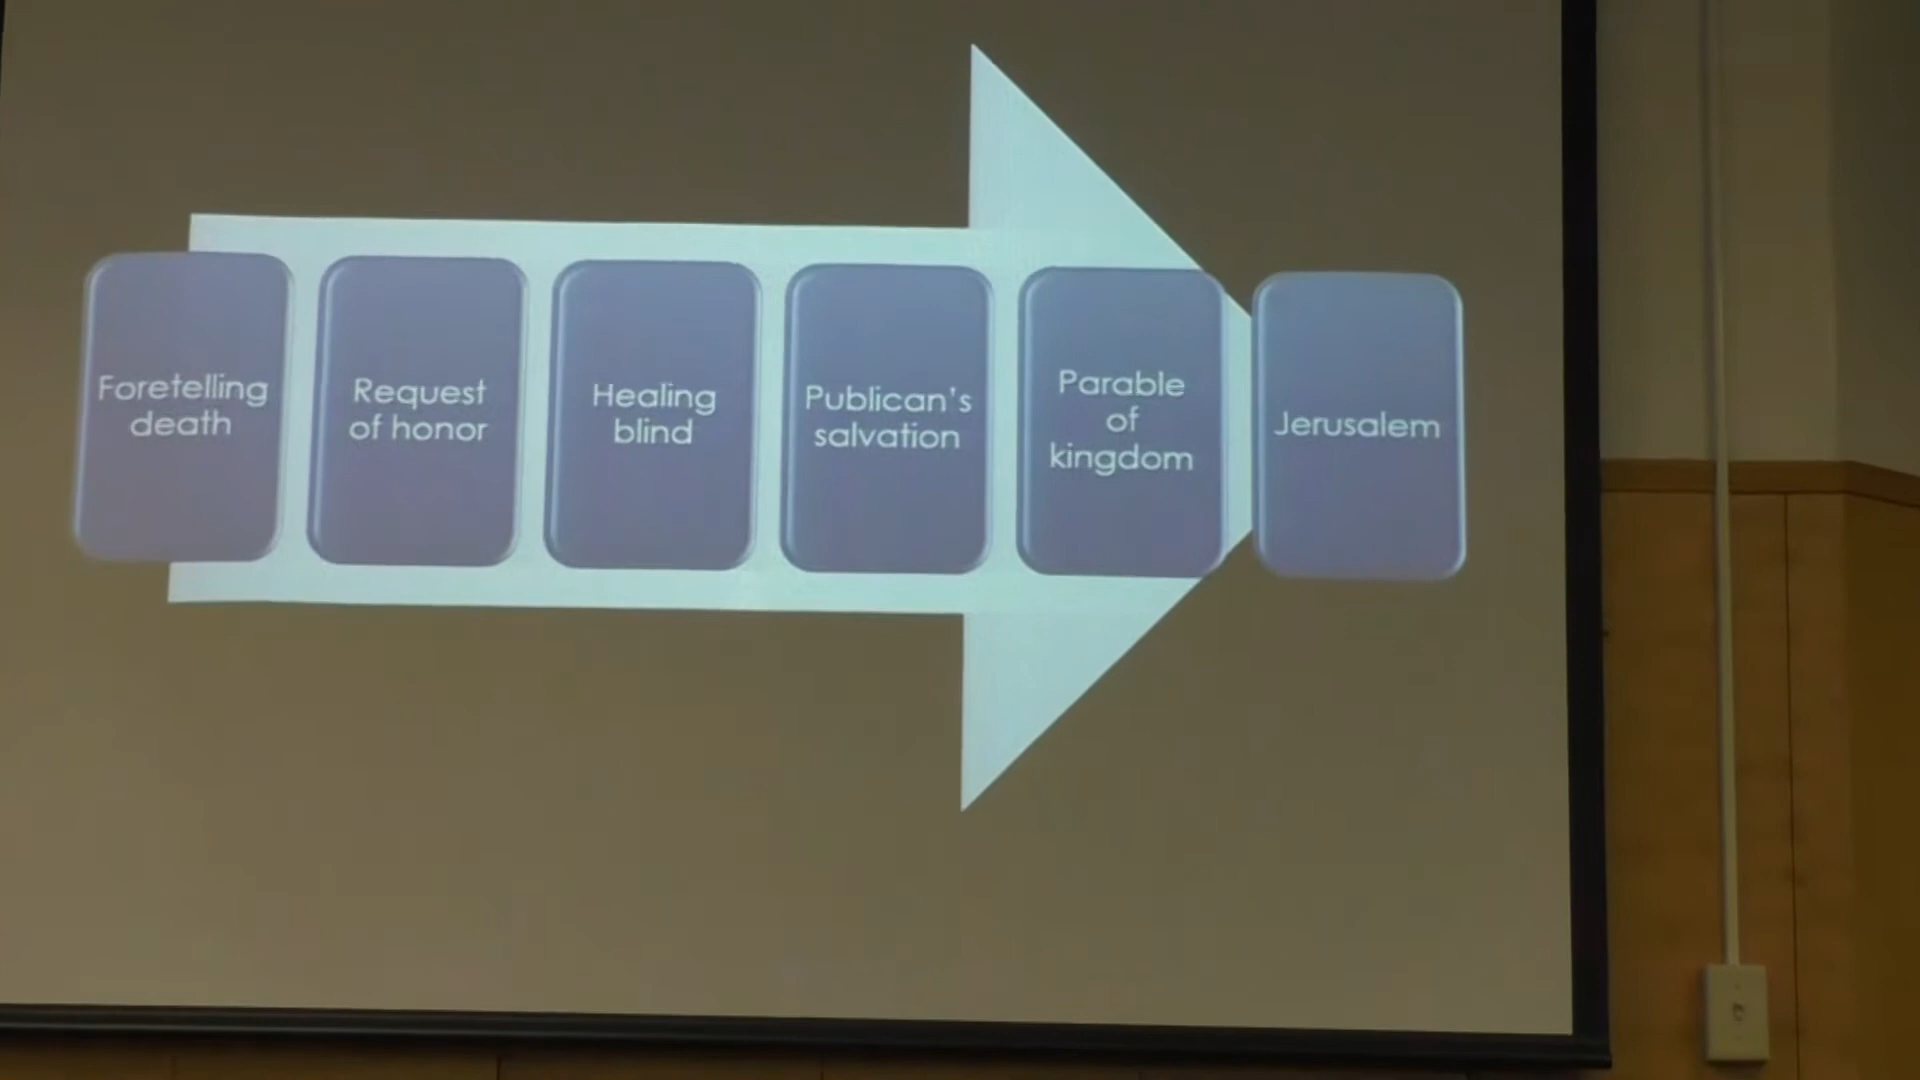 Foretelling
death
Request
of honor
Healing
blind
Publican's
salvation
Parable
of
kingdom
Jerusalem